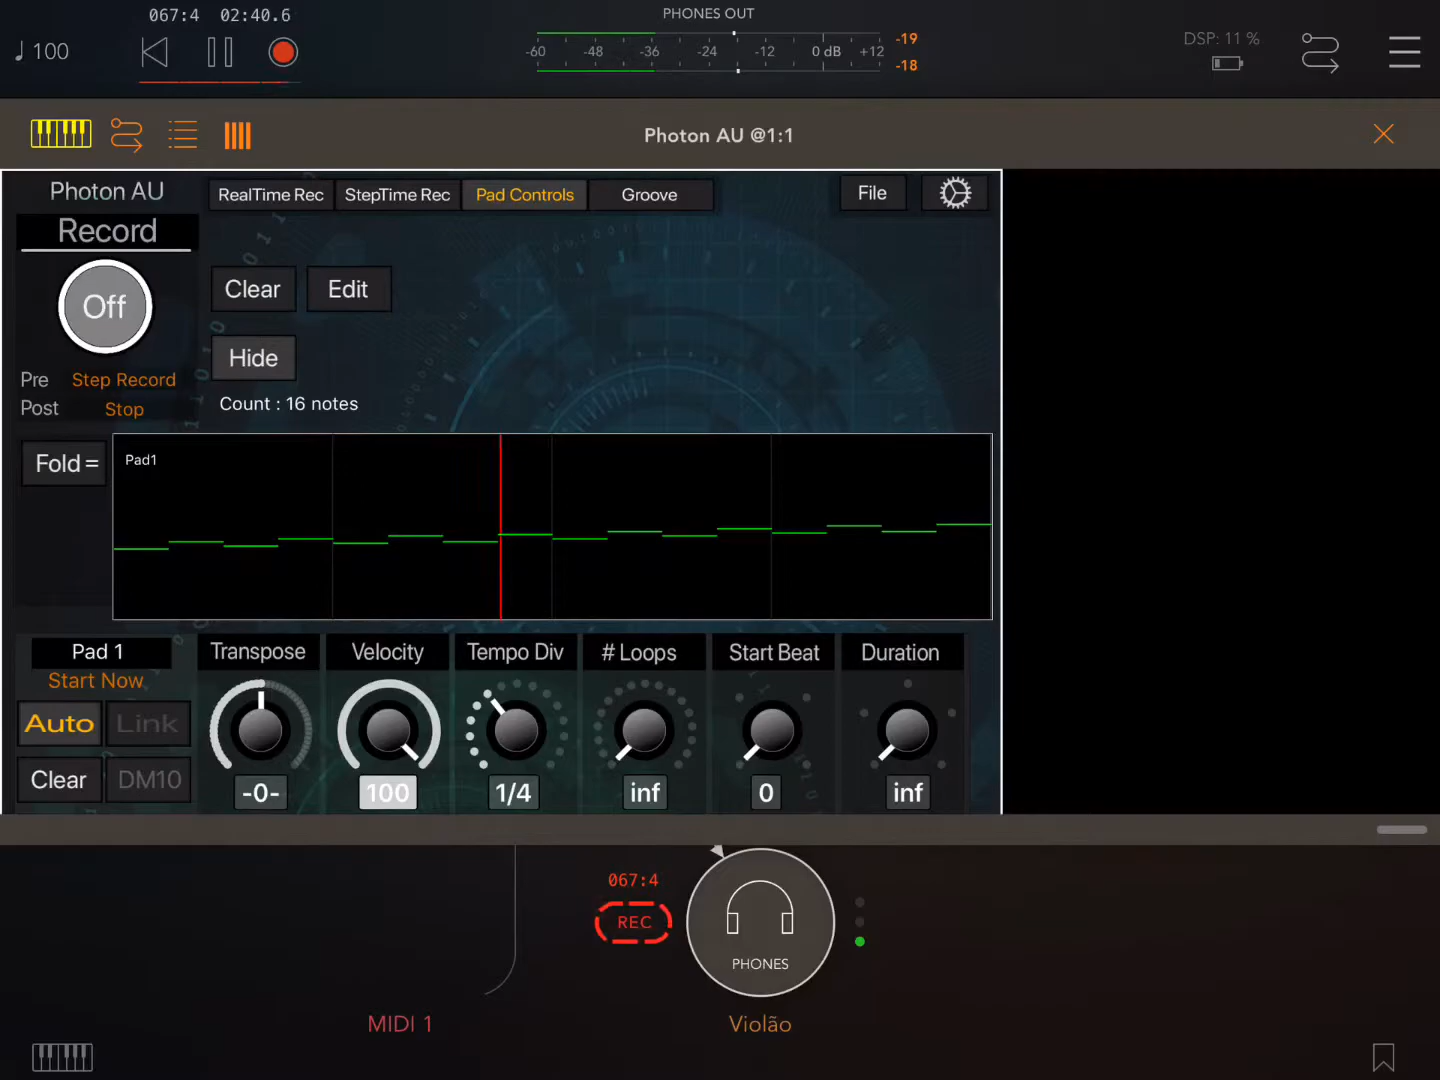 067:4 02:40.6
PHONES OUT
♩ 100
-60 -48 -36 -24 -12 0 dB +12
-19
-18
DSP: 11 %
Photon AU @1:1
Photon AU
RealTime Rec StepTime Rec Pad Controls Groove File
Record
Off
Clear Edit
Hide
Pre Step Record
Post Stop
Count : 16 notes
Fold =
Pad1
Pad 1 Transpose Velocity Tempo Div # Loops Start Beat Duration
Start Now
Auto Link
Clear DM10
-0- 100 1/4 inf 0 inf
067:4
REC
PHONES
MIDI 1 Violão